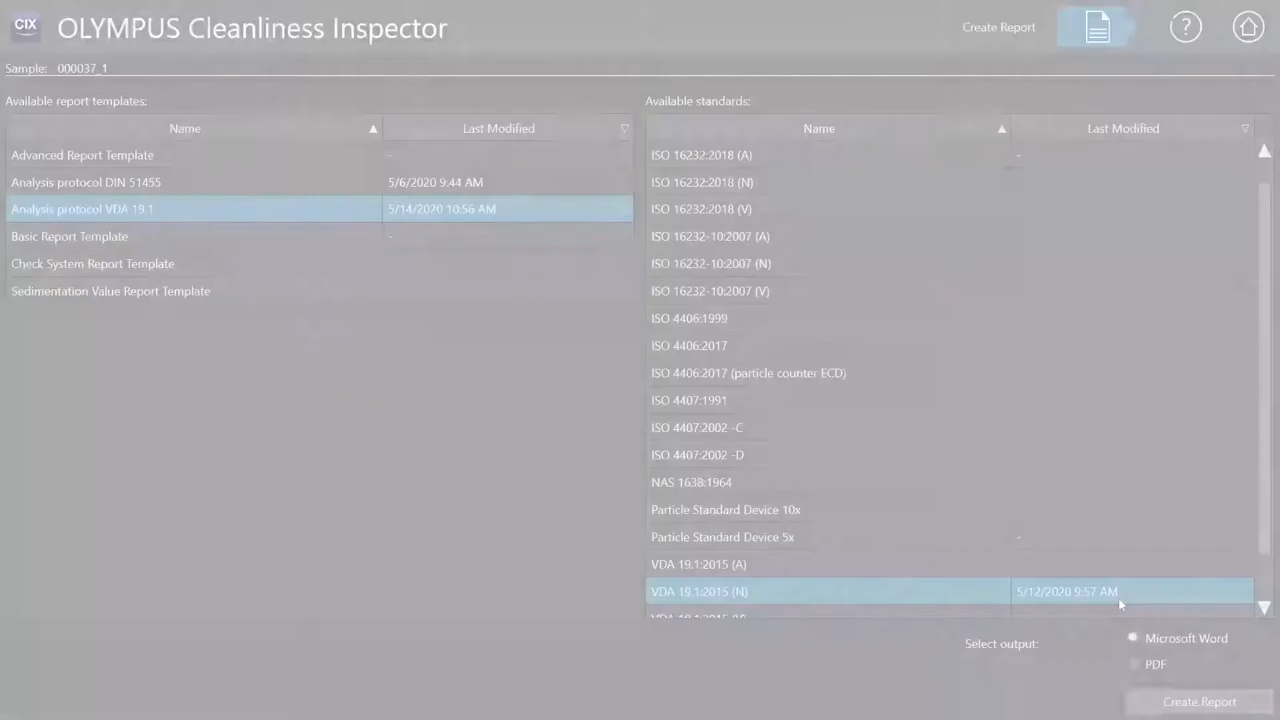 CIX
OLYMPUS Cleanliness Inspector
Create Report
?
Sample: 000037_1
Available report templates:
Name Last Modified
Advanced Report Template -
Analysis protocol DIN 51455 5/6/2020 9:44 AM
Analysis protocol VDA 19.1 5/14/2020 10:56 AM
Basic Report Template -
Check System Report Template
Sedimentation Value Report Template
Available standards:
Name Last Modified
ISO 16232:2018 (A) -
ISO 16232:2018 (N)
ISO 16232:2018 (V)
ISO 16232-10:2007 (A)
ISO 16232-10:2007 (N)
ISO 16232-10:2007 (V)
ISO 4406:1999
ISO 4406:2017
ISO 4406:2017 (particle counter ECD)
ISO 4407:1991
ISO 4407:2002 -C
ISO 4407:2002 -D
NAS 1638:1964
Particle Standard Device 10x
Particle Standard Device 5x -
VDA 19.1:2015 (A)
VDA 19.1:2015 (N) 5/12/2020 9:57 AM
Select output:
Microsoft Word
PDF
Create Report